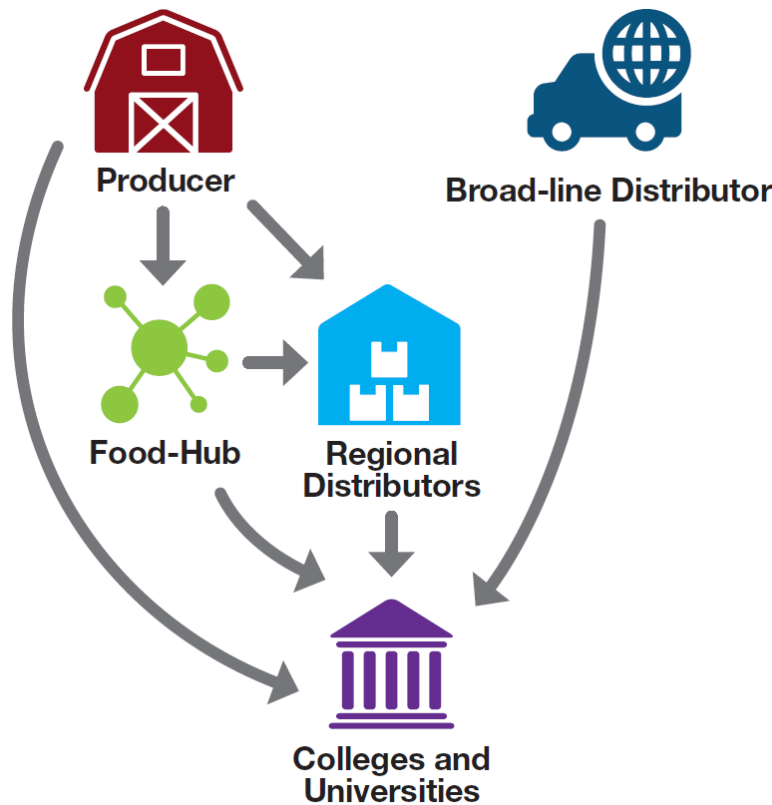 Producer
Broad-line Distributor
Food-Hub
Regional
Distributors
Colleges and
Universities